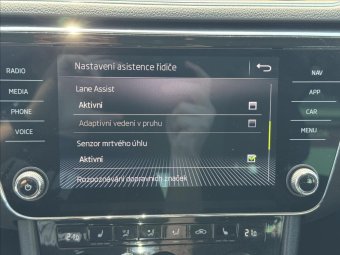 Nastavení asistence řidiče
RADIO
NAV
Lane Assist
MEDIA
Aktivní
APP
PHONE
Adaptivní vedení v pruhu
CAR
VOICE
Senzor mrtvého úhlu
MENU
Aktivní
Rozpoznávání dopravních značek